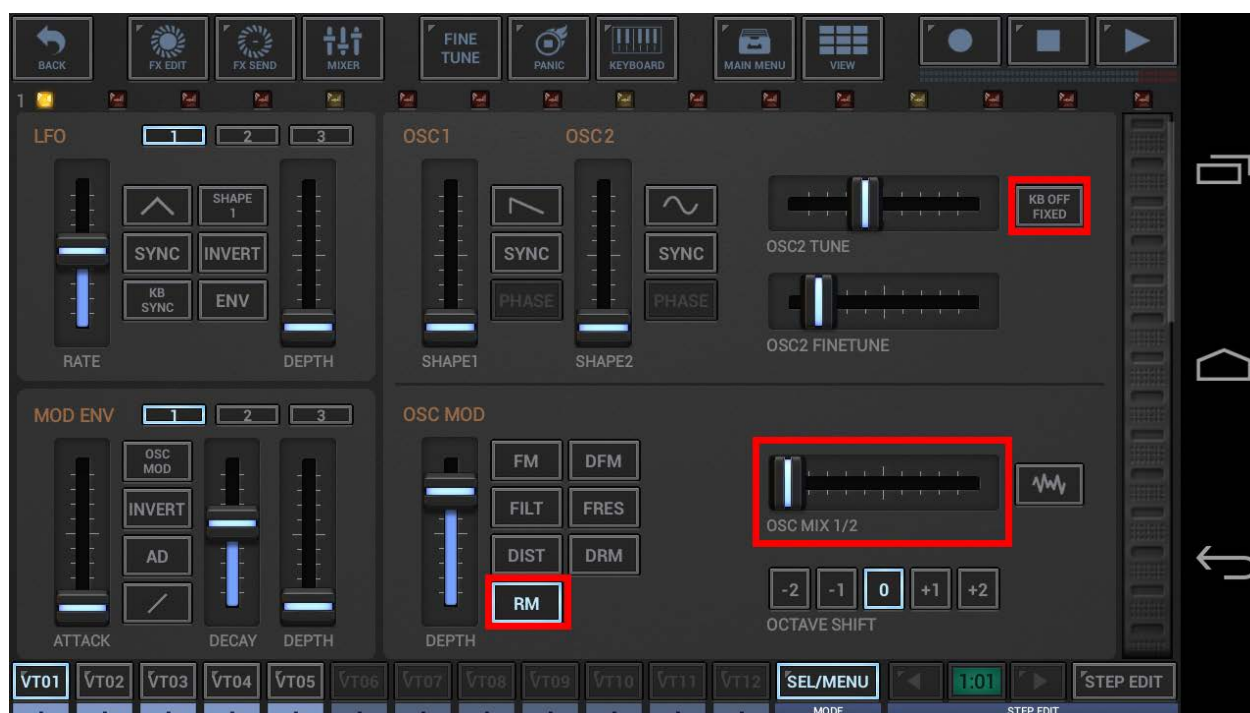 BACK
FX EDIT
FX SEND
MIXER
FINE
TUNE
PANIC
KEYBOARD
MAIN MENU
VIEW
1
LFO
1
2
3
SHAPE
1
SYNC
INVERT
KB
SYNC
ENV
RATE
DEPTH
OSC1
OSC2
SYNC
SYNC
PHASE
PHASE
SHAPE1
SHAPE2
KB OFF
FIXED
OSC2 TUNE
OSC2 FINETUNE
MOD ENV
1
2
3
OSC
MOD
INVERT
AD
ATTACK
DECAY
DEPTH
OSC MOD
FM
DFM
FILT
FRES
DIST
DRM
RM
DEPTH
OSC MIX 1/2
-2
-1
0
+1
+2
OCTAVE SHIFT
VT01
VT02
VT03
VT04
VT05
VT06
VT07
VT08
VT09
VT10
VT11
VT12
SEL/MENU
1:01
STEP EDIT
MODE
STEP EDIT